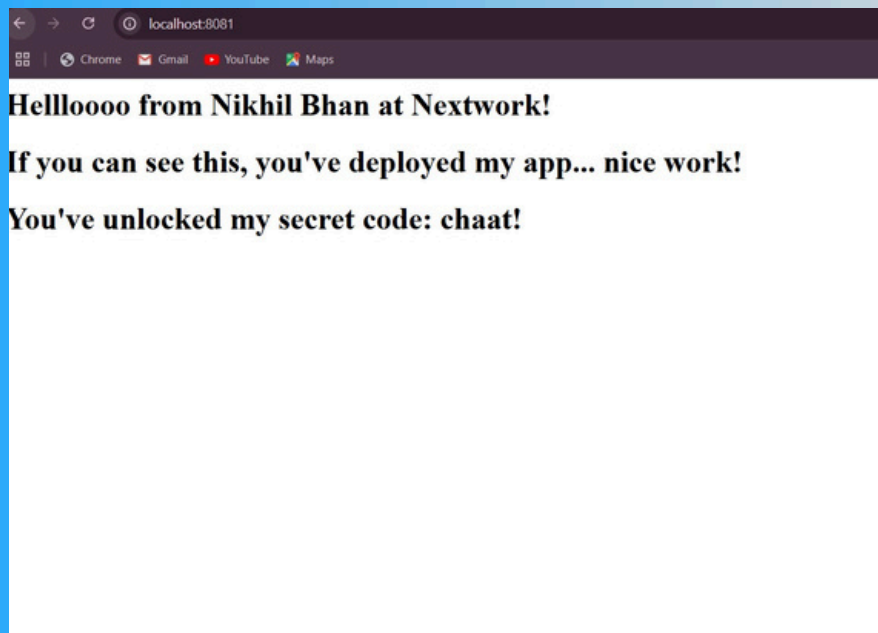 localhost:8081
Chrome Gmail YouTube Maps
Hellloooo from Nikhil Bhan at Nextwork!
If you can see this, you've deployed my app... nice work!
You've unlocked my secret code: chaat!